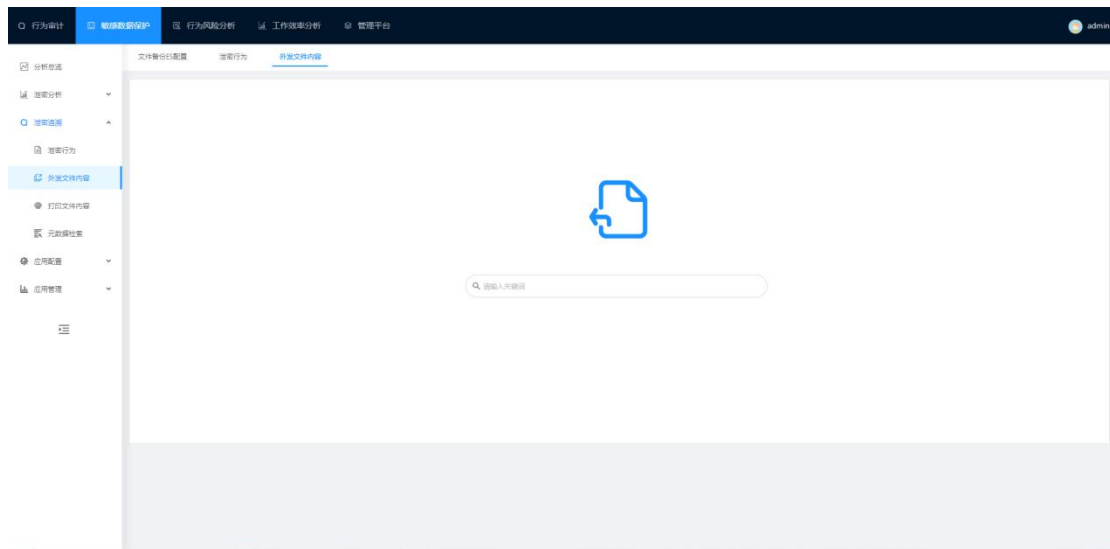 行为审计 敏感数据保护 行为风险分析 工作效率分析 管理平台 admin
文件备份ES配置 泄密行为 外发文件内容
分析总览
泄密分析
泄密追溯
泄密行为
外发文件内容
打印文件内容
元数据检索
应用配置
应用管理
请输入关键词